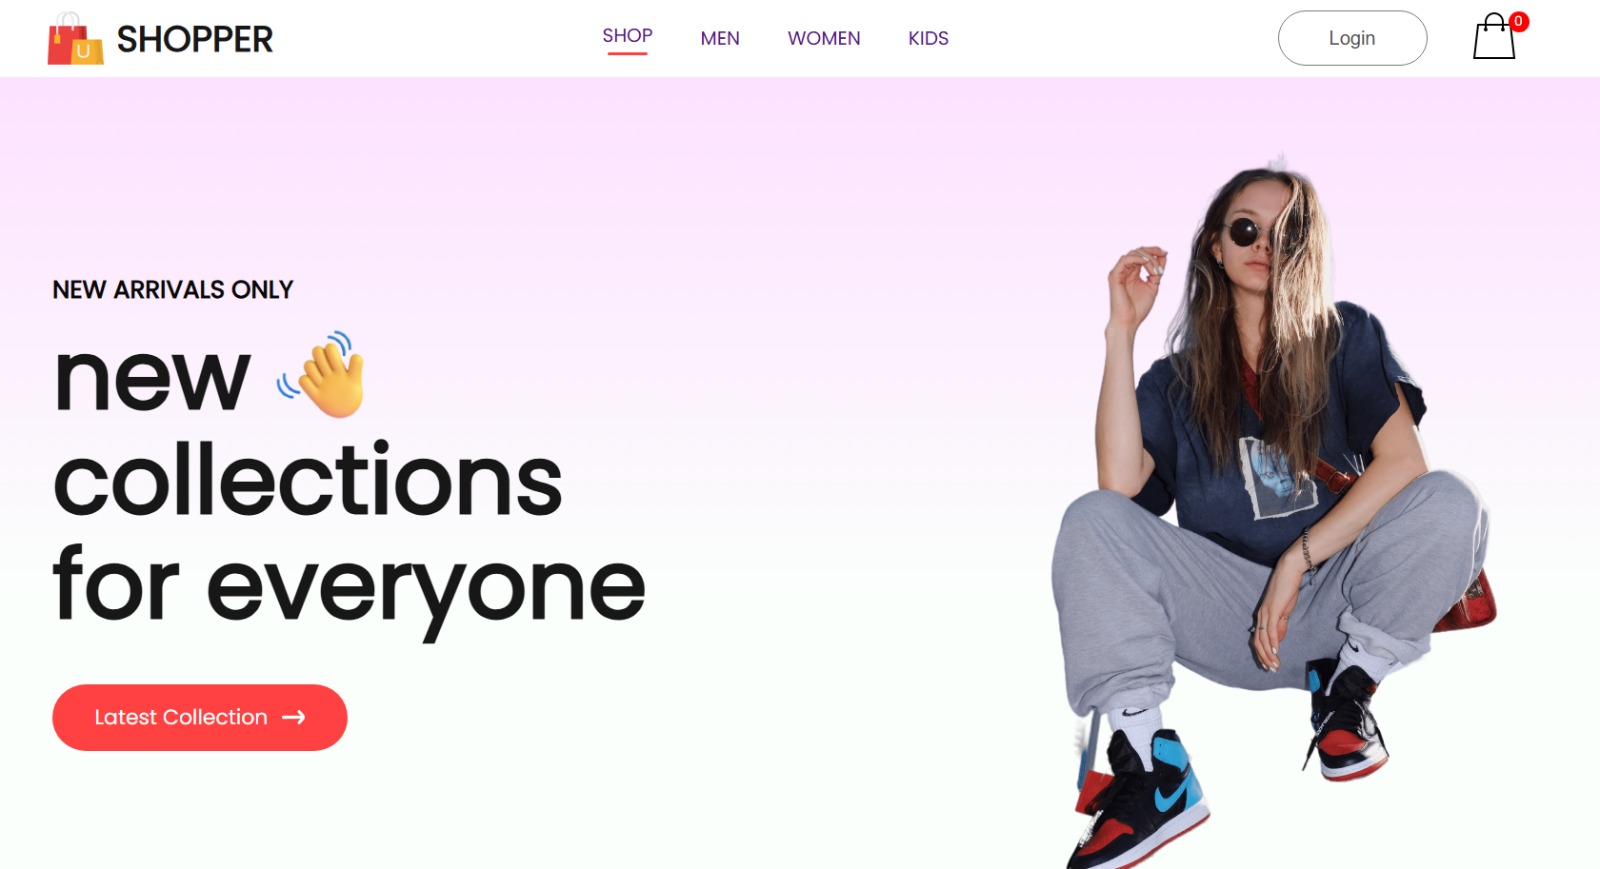 SHOPPER
SHOP
MEN
WOMEN
KIDS
Login
0
NEW ARRIVALS ONLY
new 👋
collections
for everyone
Latest Collection →